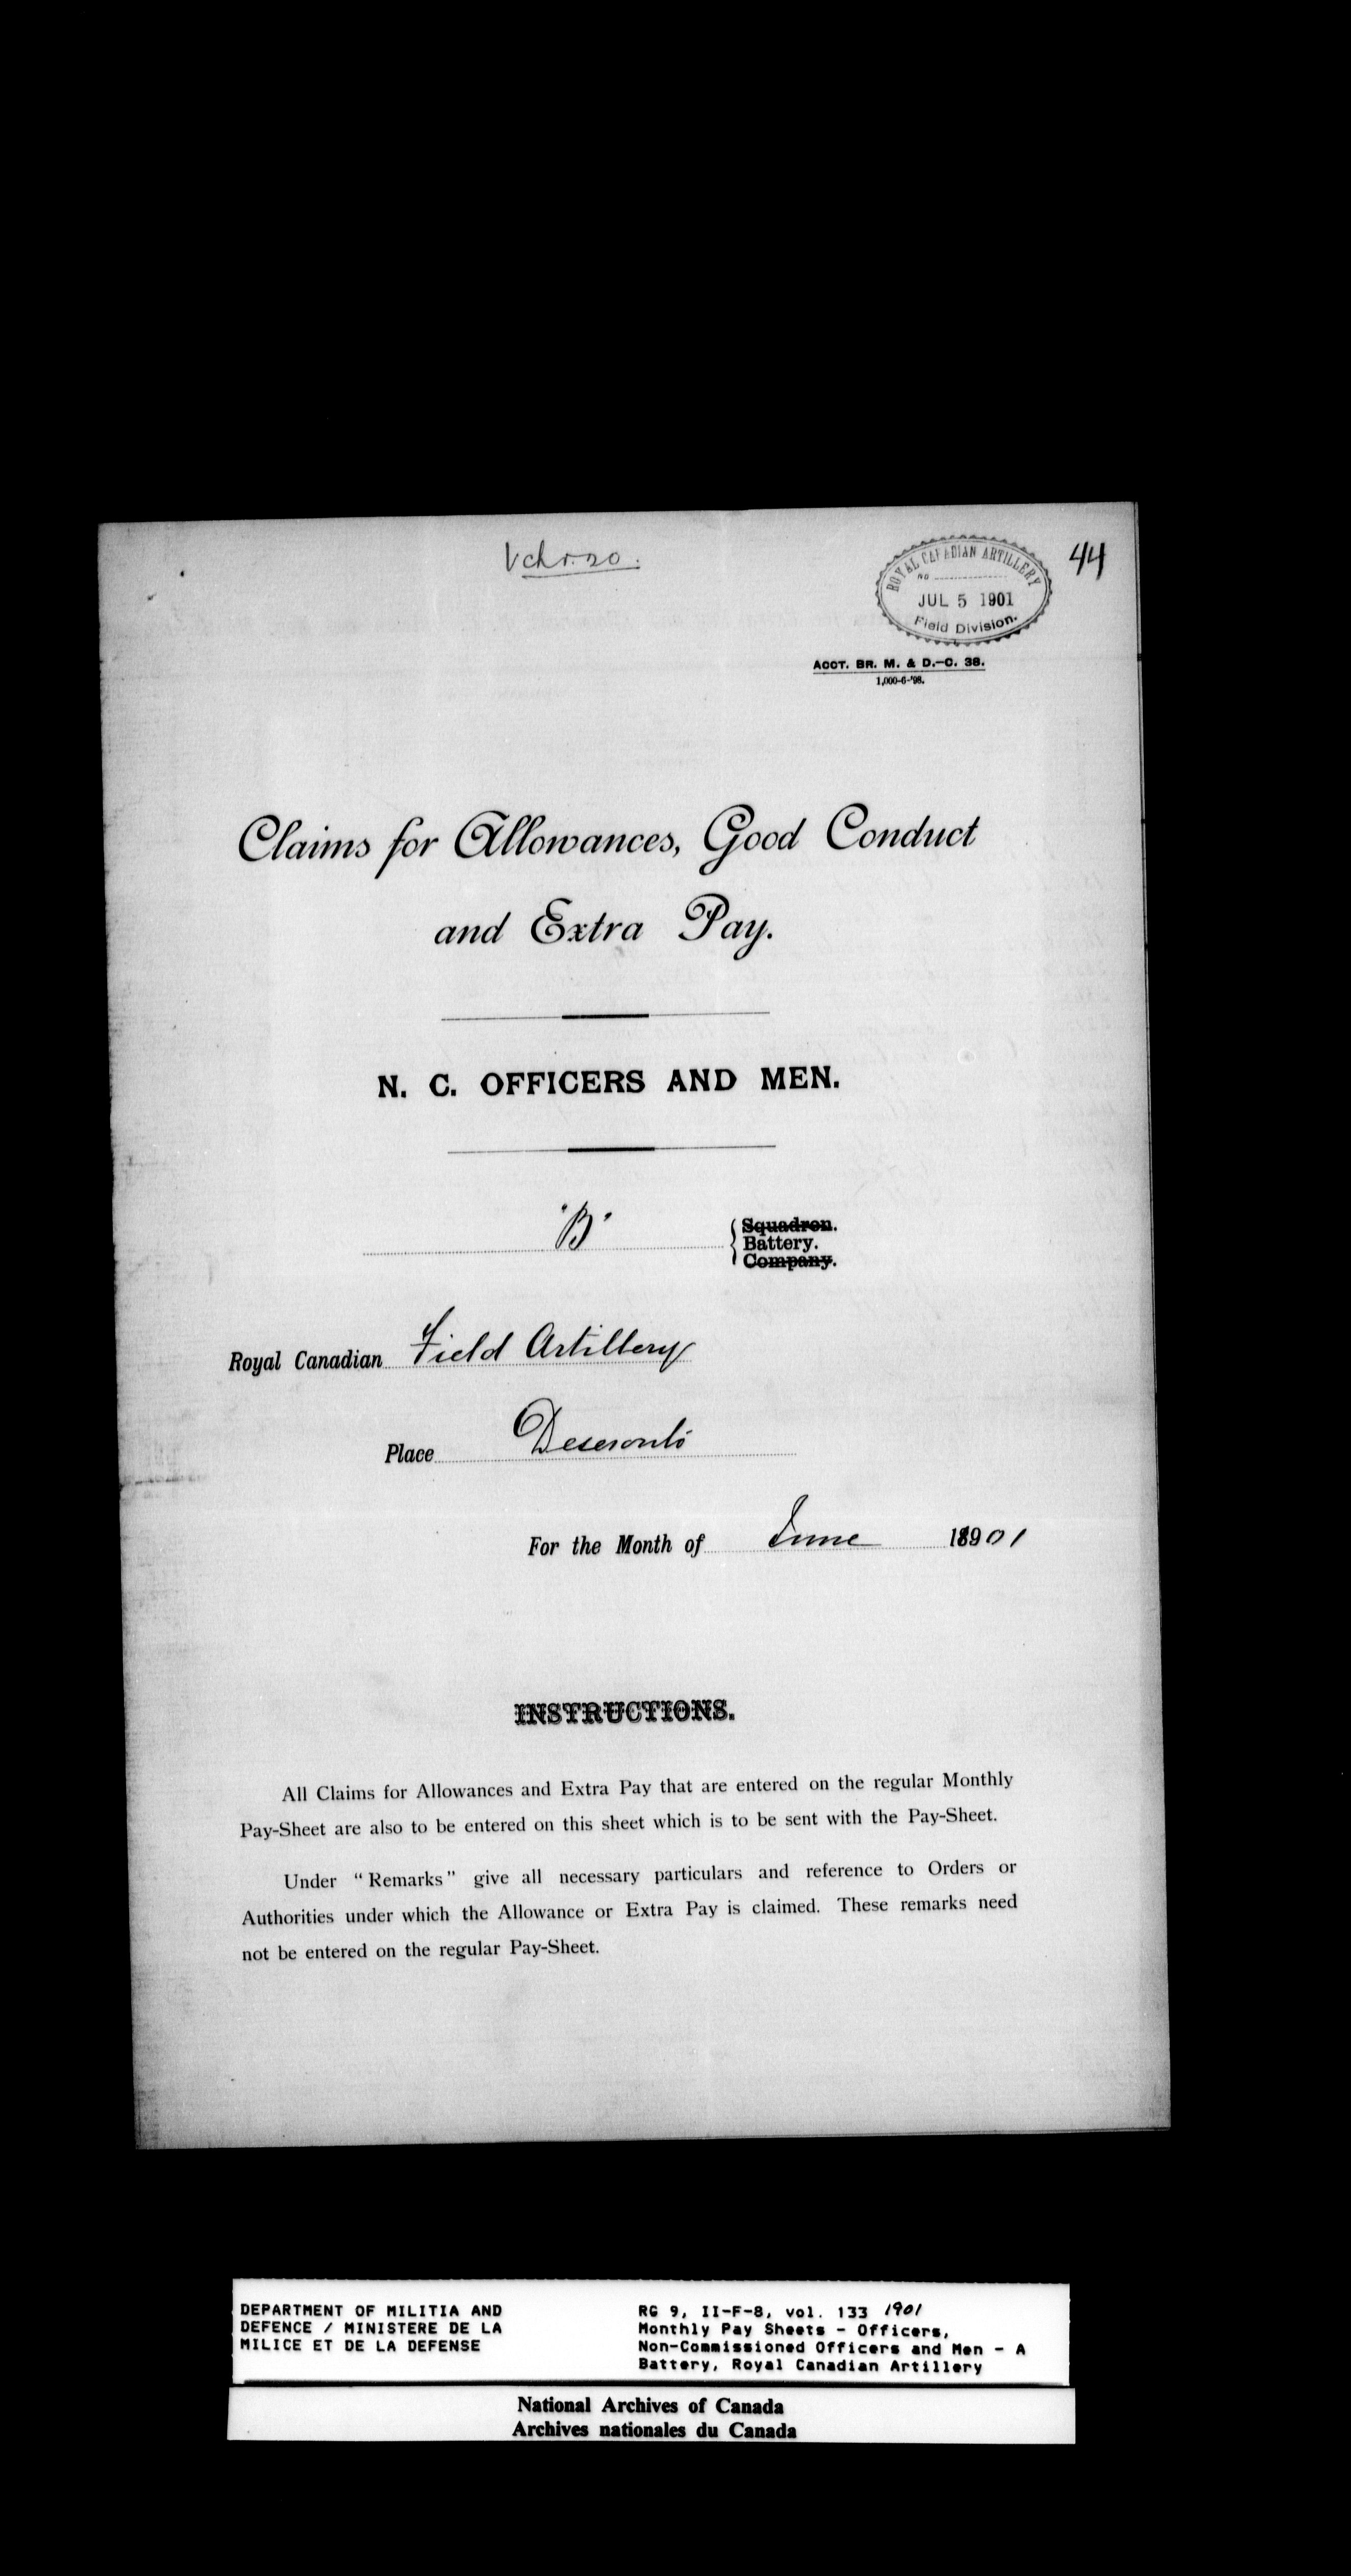 Vchr. 20.
44
ROYAL CANADIAN ARTILLERY
No
JUL 5 1901
Field Division.
ACCT. BR. M. & D.-C. 38.
1,000-6-'98.
Claims for Allowances, Good Conduct
and Extra Pay.
N. C. OFFICERS AND MEN.
"B" Squadron.
Battery.
Company.
Royal Canadian Field Artillery
Place Deseronto
For the Month of June 18901
INSTRUCTIONS.
All Claims for Allowances and Extra Pay that are entered on the regular Monthly
Pay-Sheet are also to be entered on this sheet which is to be sent with the Pay-Sheet.
Under "Remarks" give all necessary particulars and reference to Orders or
Authorities under which the Allowance or Extra Pay is claimed. These remarks need
not be entered on the regular Pay-Sheet.
DEPARTMENT OF MILITIA AND
DEFENCE / MINISTERE DE LA
MILICE ET DE LA DEFENSE
RG 9, II-F-8, vol. 133 1901
Monthly Pay Sheets - Officers,
Non-Commissioned Officers and Men - A
Battery, Royal Canadian Artillery
National Archives of Canada
Archives nationales du Canada